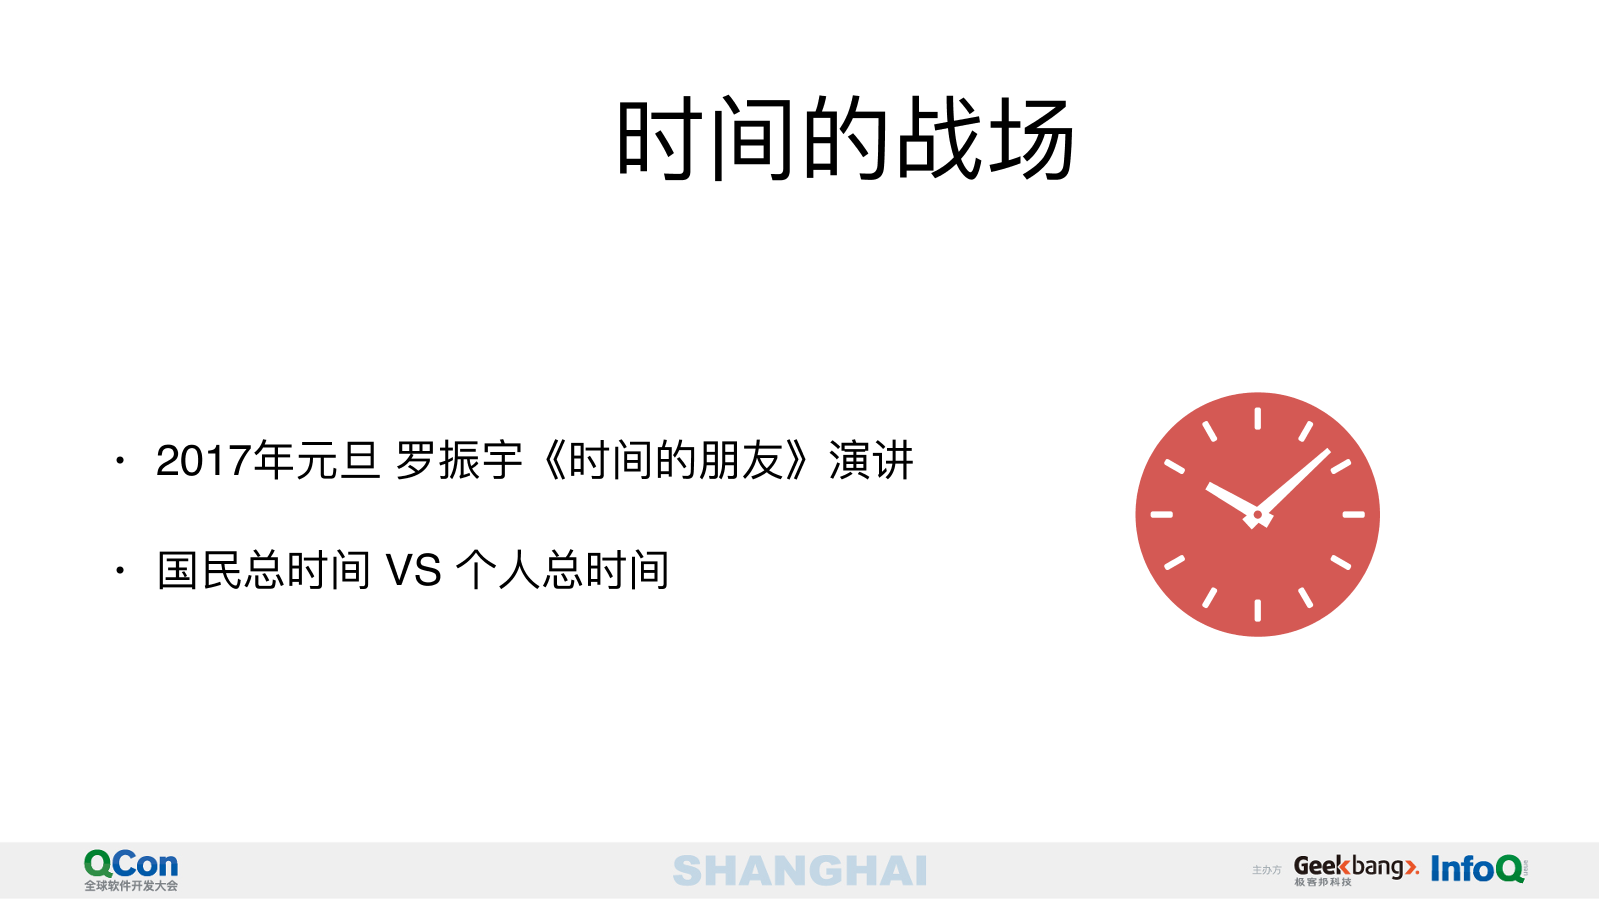 时间的战场
• 2017年元旦 罗振宇《时间的朋友》演讲
• 国民总时间 VS 个人总时间
QCon
全球软件开发大会
SHANGHAI
主办方
Geekbang
极客邦科技
InfoQ